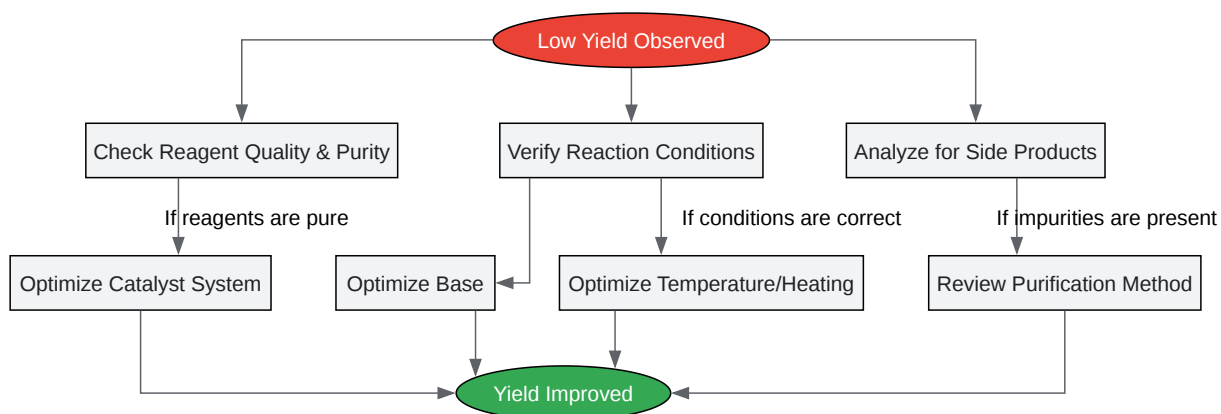 Low Yield Observed
Check Reagent Quality & Purity
Verify Reaction Conditions
Analyze for Side Products
If reagents are pure
If conditions are correct
If impurities are present
Optimize Catalyst System
Optimize Base
Optimize Temperature/Heating
Review Purification Method
Yield Improved